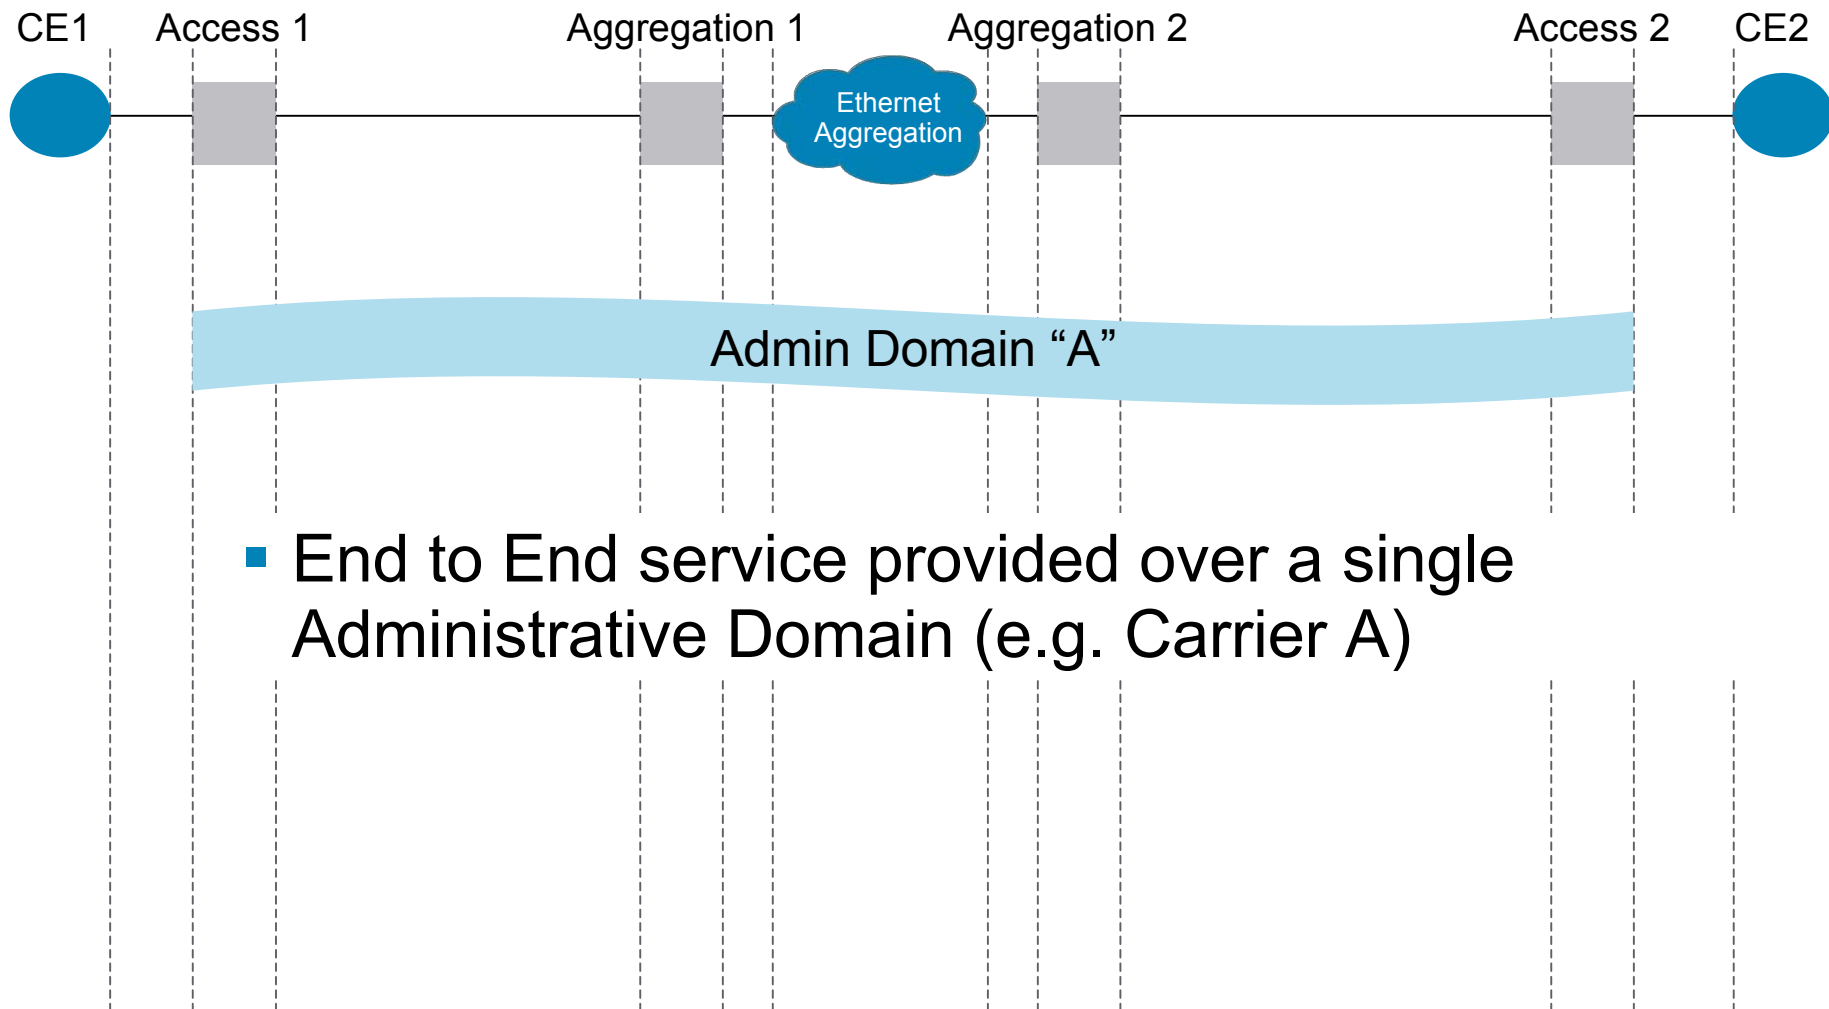 CE1 Access 1 Aggregation 1 Aggregation 2 Access 2 CE2
Ethernet
Aggregation
Admin Domain “A”
End to End service provided over a single
Administrative Domain (e.g. Carrier A)